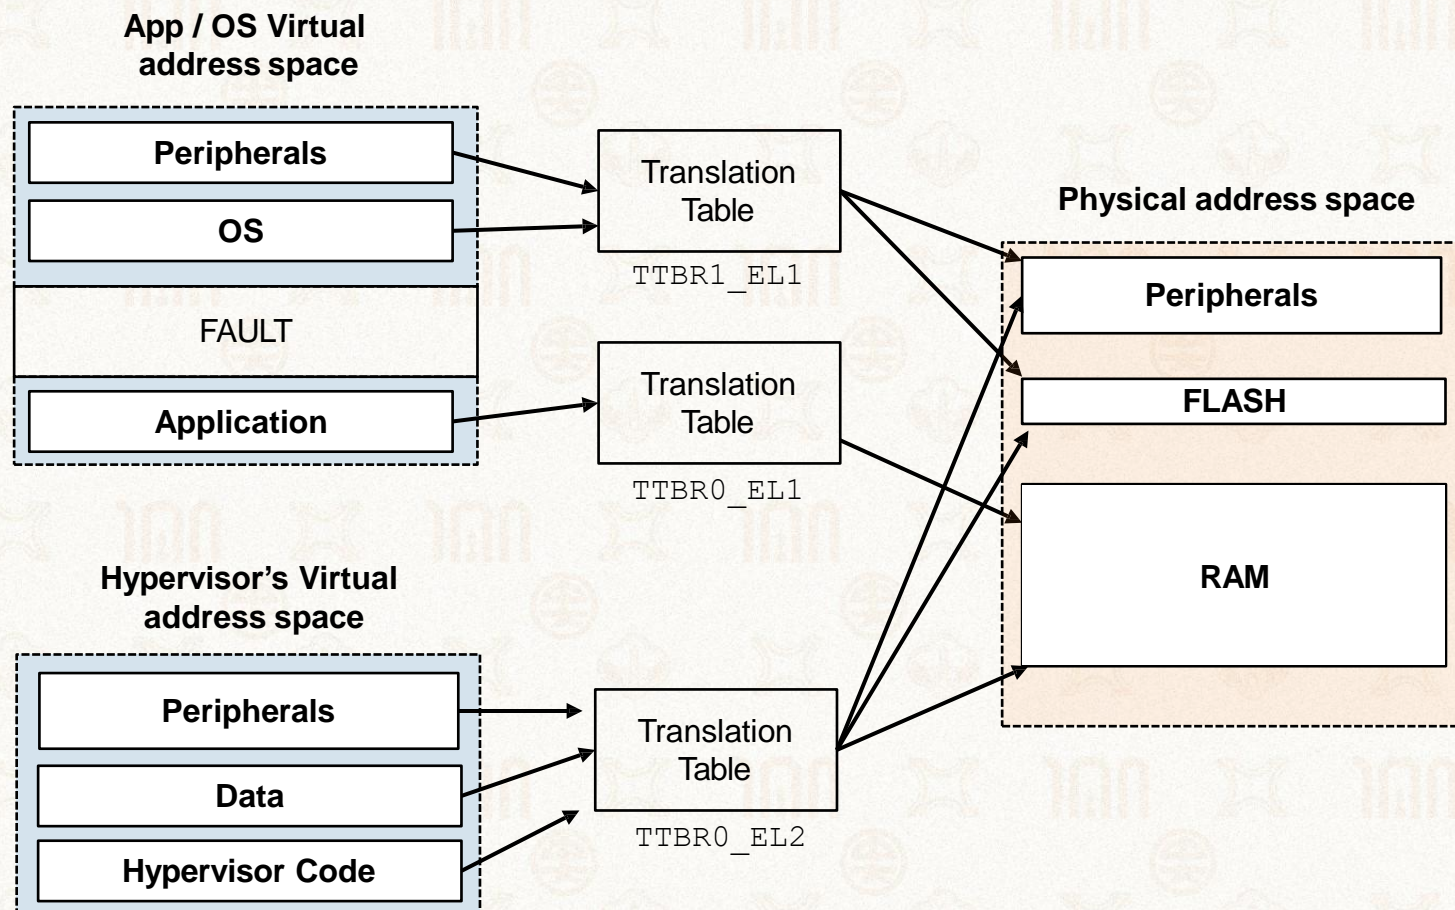 App / OS Virtual
address space
Peripherals
OS
FAULT
Application
Translation
Table
TTBR1_EL1
Translation
Table
TTBR0_EL1
Physical address space
Peripherals
FLASH
RAM
Hypervisor’s Virtual
address space
Peripherals
Data
Hypervisor Code
Translation
Table
TTBR0_EL2